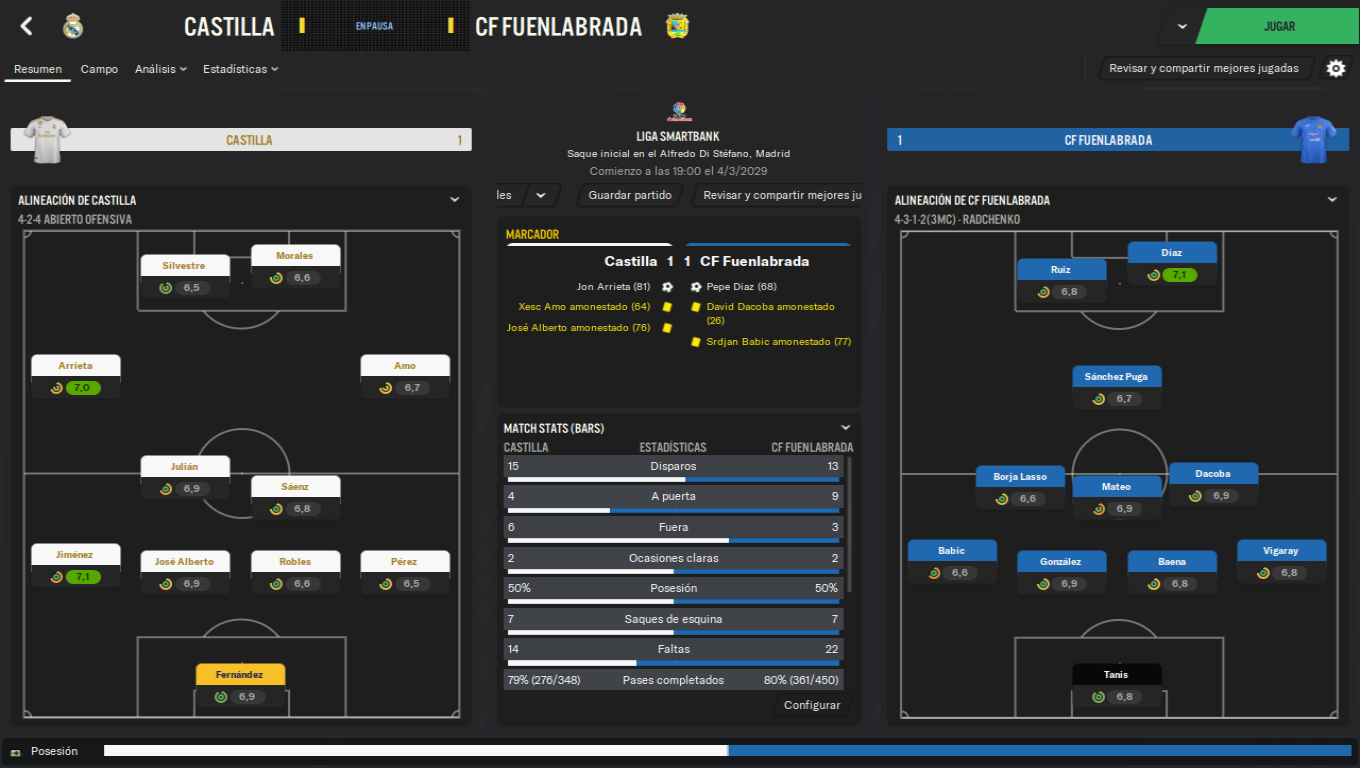 CASTILLA
EN PAUSA
CF FUENLABRADA
JUGAR
Resumen
Campo
Análisis
Estadísticas
Revisar y compartir mejores jugadas
CASTILLA 1
LIGA SMARTBANK
Saque inicial en el Alfredo Di Stéfano, Madrid
Comienzo a las 19:00 el 4/3/2029
les
Guardar partido
Revisar y compartir mejores ju
1 CF FUENLABRADA
ALINEACIÓN DE CASTILLA
4-2-4 ABIERTO OFENSIVA
Silvestre
6,5
Morales
6,6
Arrieta
7,0
Amo
6,7
Julián
6,9
Sáenz
6,8
Jiménez
7,1
José Alberto
6,9
Robles
6,6
Pérez
6,5
Fernández
6,9
MARCADOR
Castilla 1 1 CF Fuenlabrada
Jon Arrieta (81)
Xesc Amo amonestado (64)
José Alberto amonestado (76)
Pepe Díaz (68)
David Dacoba amonestado
(26)
Srdjan Babic amonestado (77)
MATCH STATS (BARS)
CASTILLA ESTADÍSTICAS CF FUENLABRADA
15 Disparos 13
4 A puerta 9
6 Fuera 3
2 Ocasiones claras 2
50% Posesión 50%
7 Saques de esquina 7
14 Faltas 22
79% (276/348) Pases completados 80% (361/450)
Configurar
ALINEACIÓN DE CF FUENLABRADA
4-3-1-2 (3MC) - RADCHENKO
Ruiz
6,8
Díaz
7,1
Sánchez Puga
6,7
Borja Lasso
6,6
Mateo
6,9
Dacoba
6,9
Babic
6,6
González
6,9
Baena
6,8
Vigaray
6,8
Tanis
6,8
Posesión